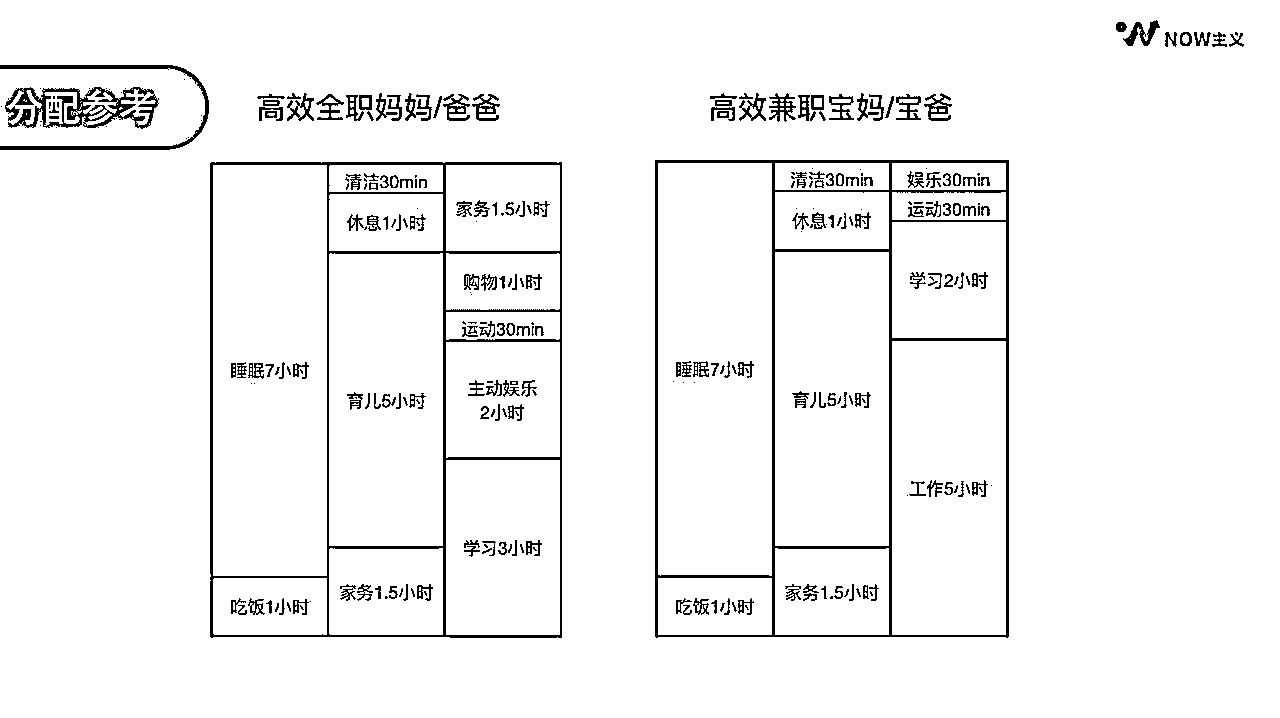 NOW主义
分配参考
高效全职妈妈/爸爸
睡眠7小时
吃饭1小时
清洁30min
休息1小时
育儿5小时
家务1.5小时
家务1.5小时
购物1小时
运动30min
主动娱乐
2小时
学习3小时
高效兼职宝妈/宝爸
睡眠7小时
吃饭1小时
清洁30min
休息1小时
育儿5小时
家务1.5小时
娱乐30min
运动30min
学习2小时
工作5小时